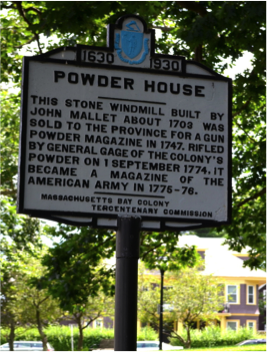 1630 1930
POWDER HOUSE
THIS STONE WINDMILL BUILT BY
JOHN MALLET ABOUT 1703 WAS
SOLD TO THE PROVINCE FOR A GUN
POWDER MAGAZINE IN 1747. RIFLED
BY GENERAL GAGE OF THE COLONY'S
POWDER ON 1 SEPTEMBER 1774. IT
BECAME A MAGAZINE OF THE
AMERICAN ARMY IN 1775-76.
MASSACHUSETTS BAY COLONY
TERCENTENARY COMMISSION